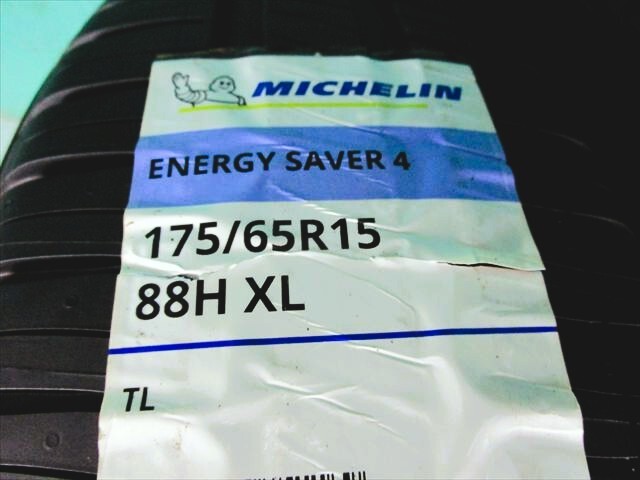 MICHELIN
ENERGY SAVER 4
175/65R15
88H XL
TL